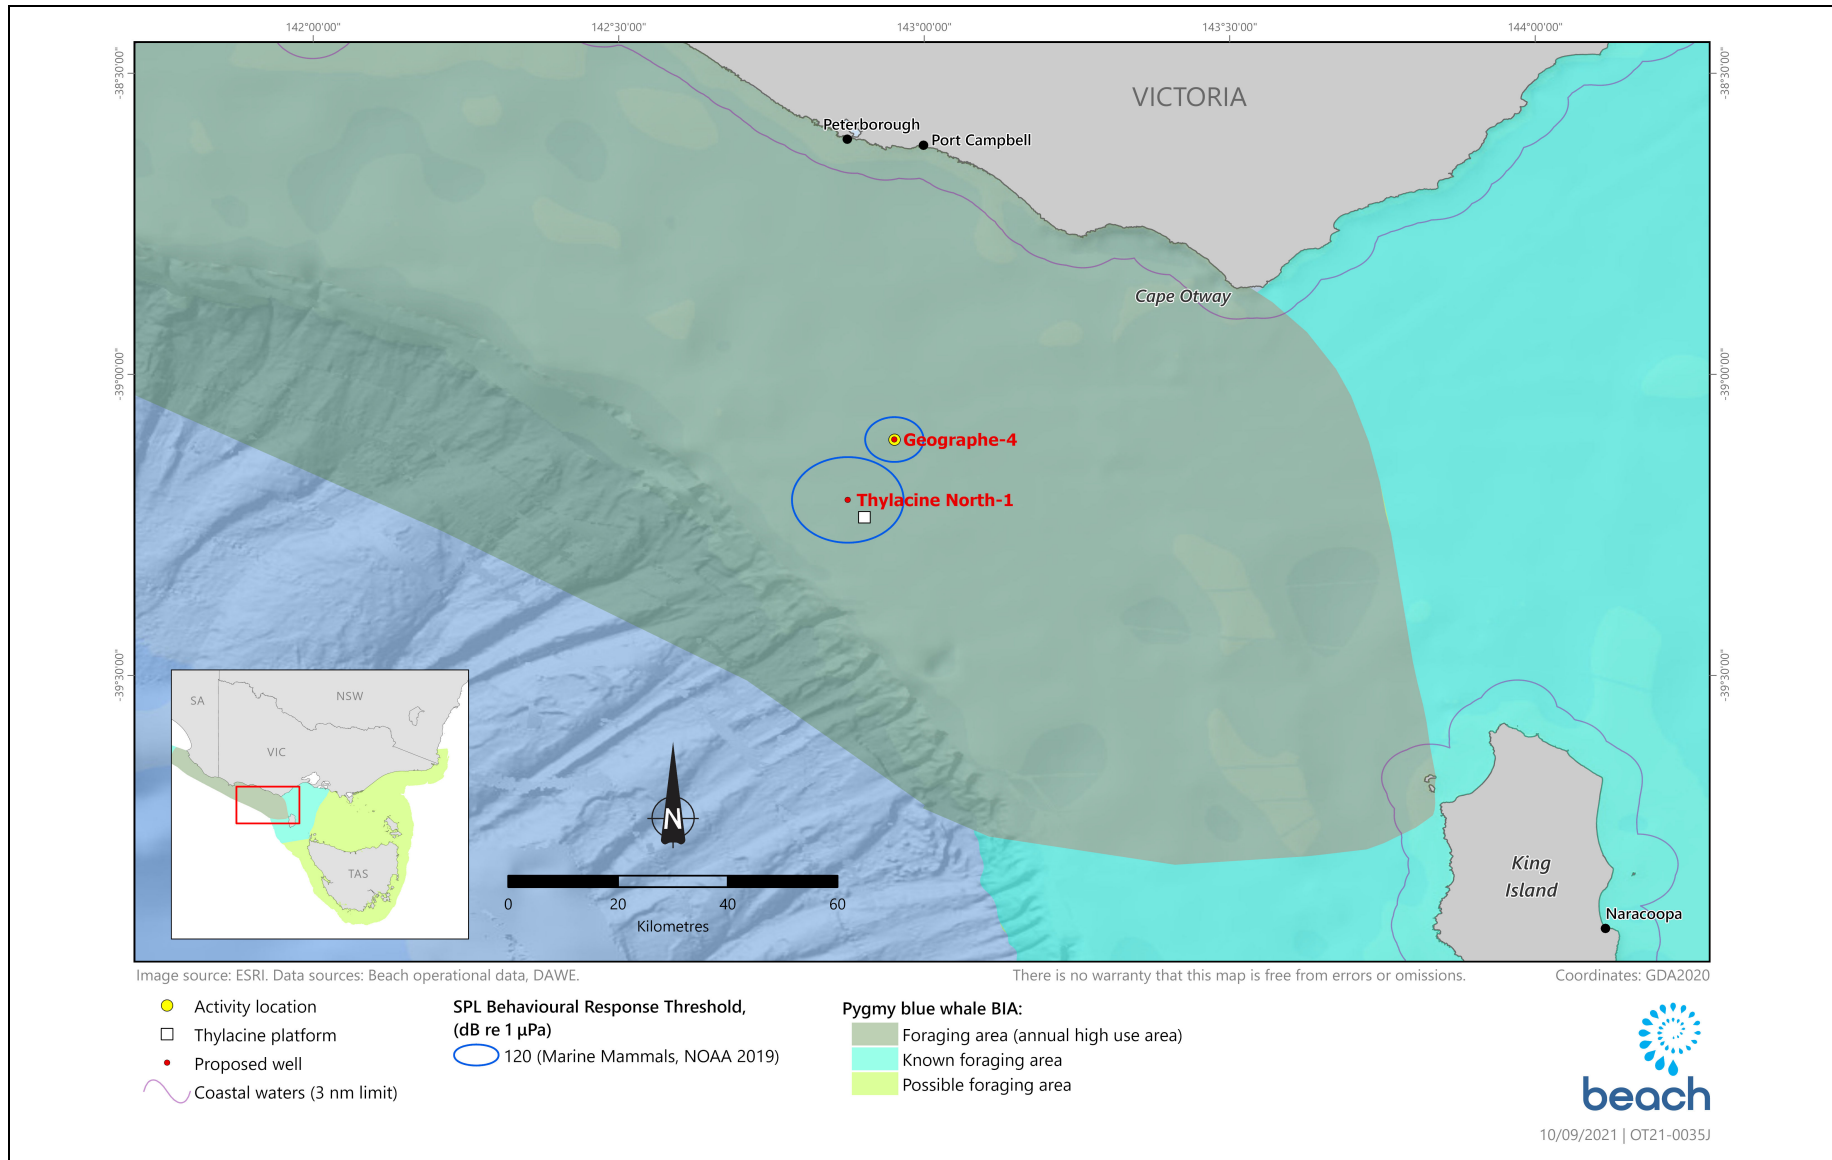 142°00'00" 142°30'00" 143°00'00" 143°30'00" 144°00'00"
-38°30'00" -38°30'00"
VICTORIA
Peterborough
Port Campbell
Cape Otway
-39°00'00" -39°00'00"
Geographe-4
Thylacine North-1
-39°30'00" -39°30'00"
SA
NSW
VIC
TAS
N
0 20 40 60
Kilometres
King
Island
Naracoopa
Image source: ESRI. Data sources: Beach operational data, DAWE.
There is no warranty that this map is free from errors or omissions.
Coordinates: GDA2020
Activity location
Thylacine platform
Proposed well
Coastal waters (3 nm limit)
SPL Behavioural Response Threshold,
(dB re 1 µPa)
120 (Marine Mammals, NOAA 2019)
Pygmy blue whale BIA:
Foraging area (annual high use area)
Known foraging area
Possible foraging area
beach
10/09/2021 | OT21-0035J